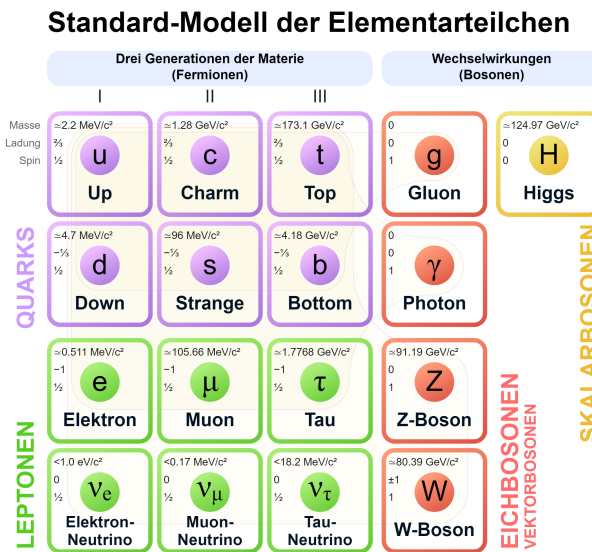 Standard-Modell der Elementarteilchen
Drei Generationen der Materie
(Fermionen)
Wechselwirkungen
(Bosonen)
I
II
III
Masse
Ladung
Spin
≃2.2 MeV/c²
⅔
½
u
Up
≃1.28 GeV/c²
⅔
½
c
Charm
≃173.1 GeV/c²
⅔
½
t
Top
0
0
1
g
Gluon
≃124.97 GeV/c²
0
0
H
Higgs
QUARKS
≃4.7 MeV/c²
−⅓
½
d
Down
≃96 MeV/c²
−⅓
½
s
Strange
≃4.18 GeV/c²
−⅓
½
b
Bottom
0
0
1
γ
Photon
SKALARBOSONEN
LEPTONEN
≃0.511 MeV/c²
−1
½
e
Elektron
≃105.66 MeV/c²
−1
½
μ
Muon
≃1.7768 GeV/c²
−1
½
τ
Tau
≃91.19 GeV/c²
0
1
Z
Z-Boson
EICHBOSONEN
VEKTORBOSONEN
<1.0 eV/c²
0
½
νe
Elektron-
Neutrino
<0.17 MeV/c²
0
½
νμ
Muon-
Neutrino
<18.2 MeV/c²
0
½
ντ
Tau-
Neutrino
≃80.39 GeV/c²
±1
1
W
W-Boson